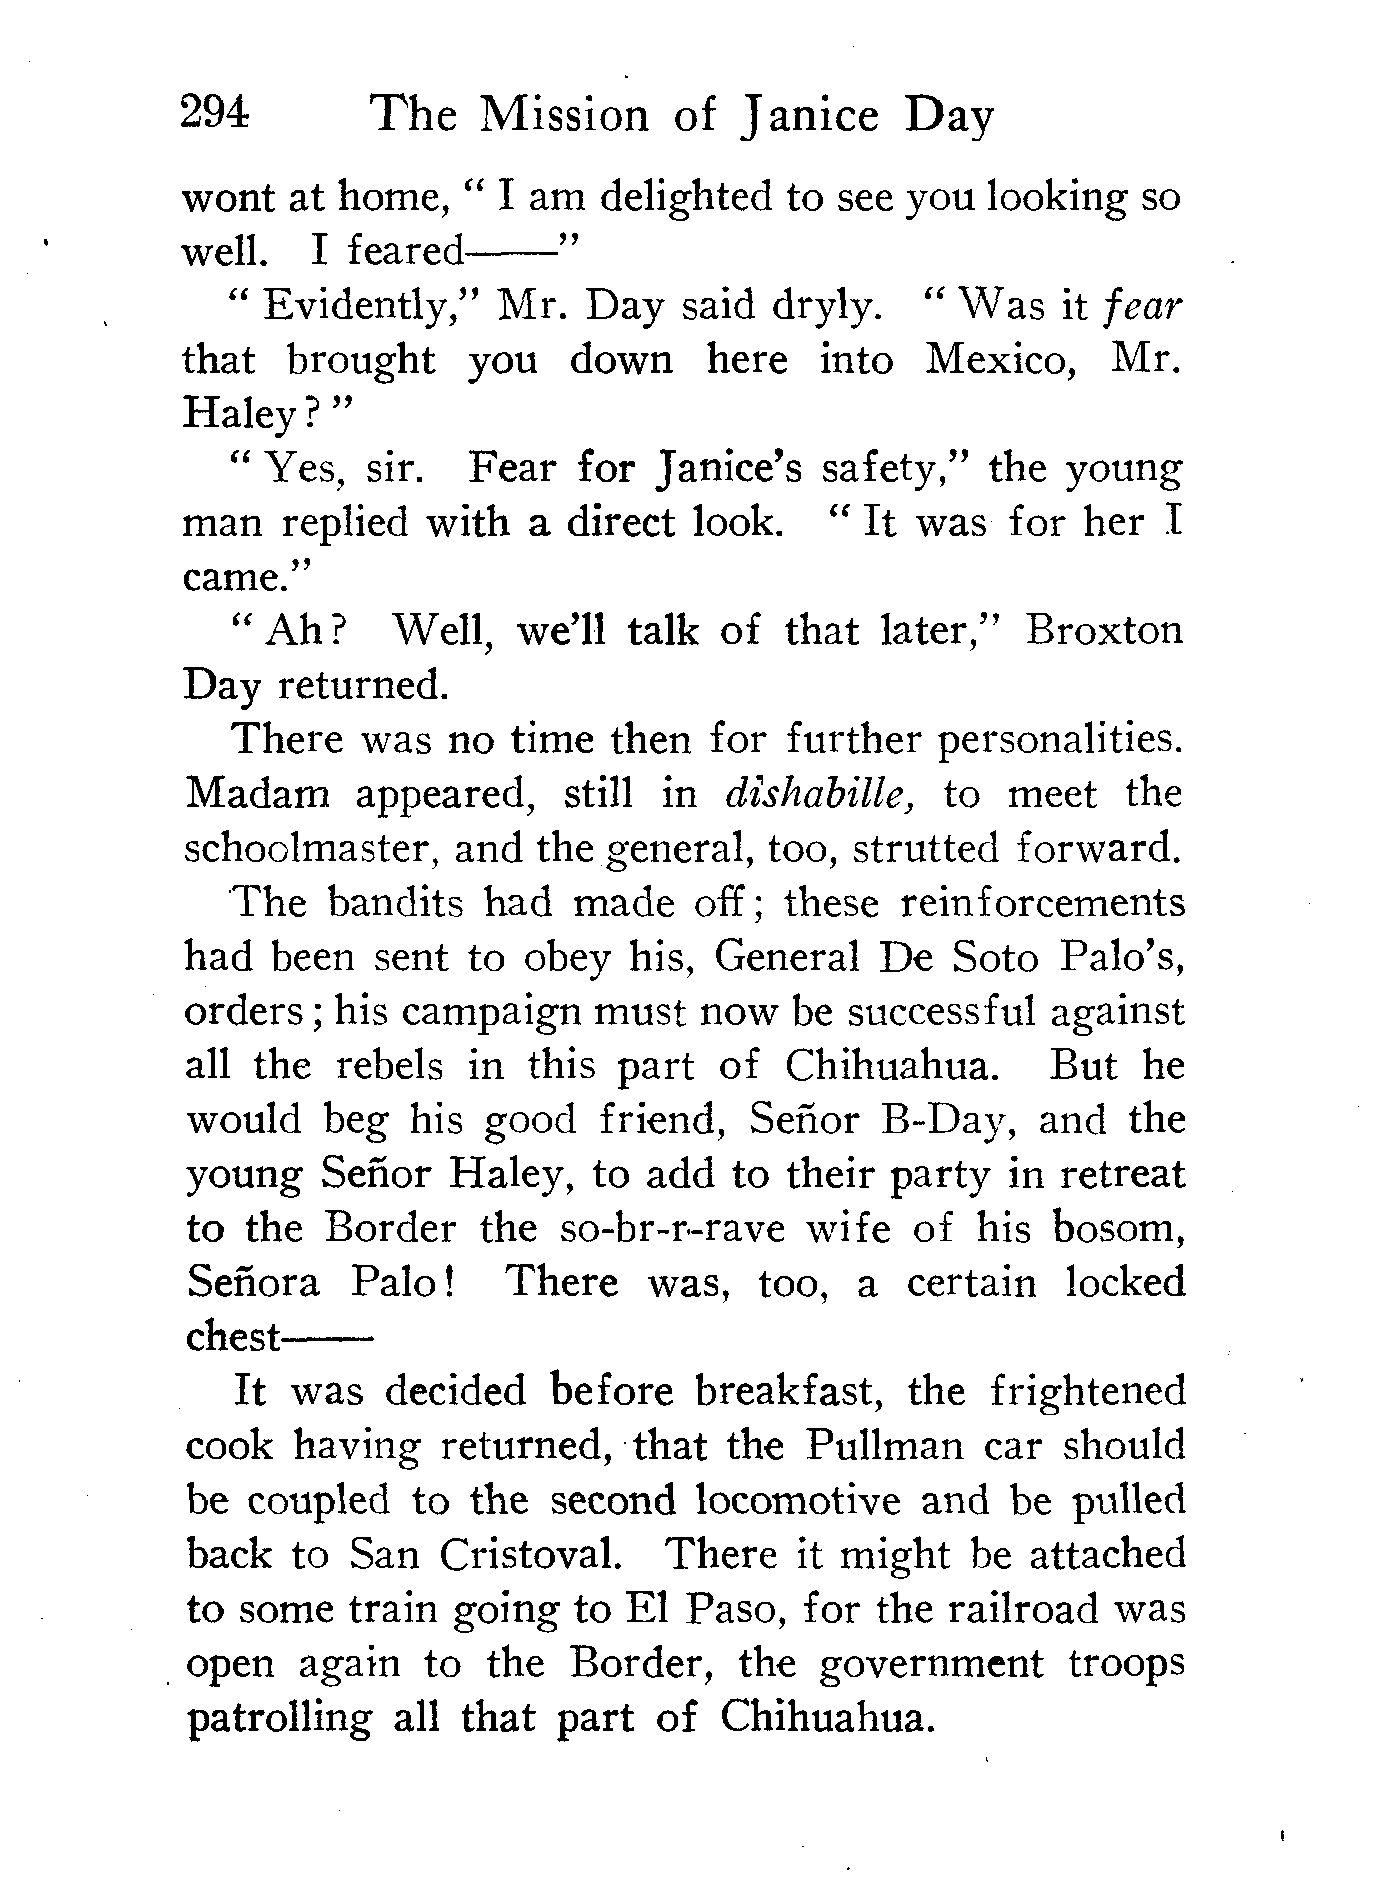 294 The Mission of Janice Day
wont at home, “ I am delighted to see you looking so
well. I feared——”
“ Evidently,” Mr. Day said dryly. “ Was it fear
that brought you down here into Mexico, Mr.
Haley? ”
“ Yes, sir. Fear for Janice’s safety,” the young
man replied with a direct look. “ It was for her I
came.”
“ Ah? Well, we’ll talk of that later,” Broxton
Day returned.
There was no time then for further personalities.
Madam appeared, still in dishabille, to meet the
schoolmaster, and the general, too, strutted forward.
The bandits had made off; these reinforcements
had been sent to obey his, General De Soto Palo’s,
orders; his campaign must now be successful against
all the rebels in this part of Chihuahua. But he
would beg his good friend, Señor B-Day, and the
young Señor Haley, to add to their party in retreat
to the Border the so-br-r-rave wife of his bosom,
Señora Palo! There was, too, a certain locked
chest——
It was decided before breakfast, the frightened
cook having returned, that the Pullman car should
be coupled to the second locomotive and be pulled
back to San Cristoval. There it might be attached
to some train going to El Paso, for the railroad was
open again to the Border, the government troops
patrolling all that part of Chihuahua.